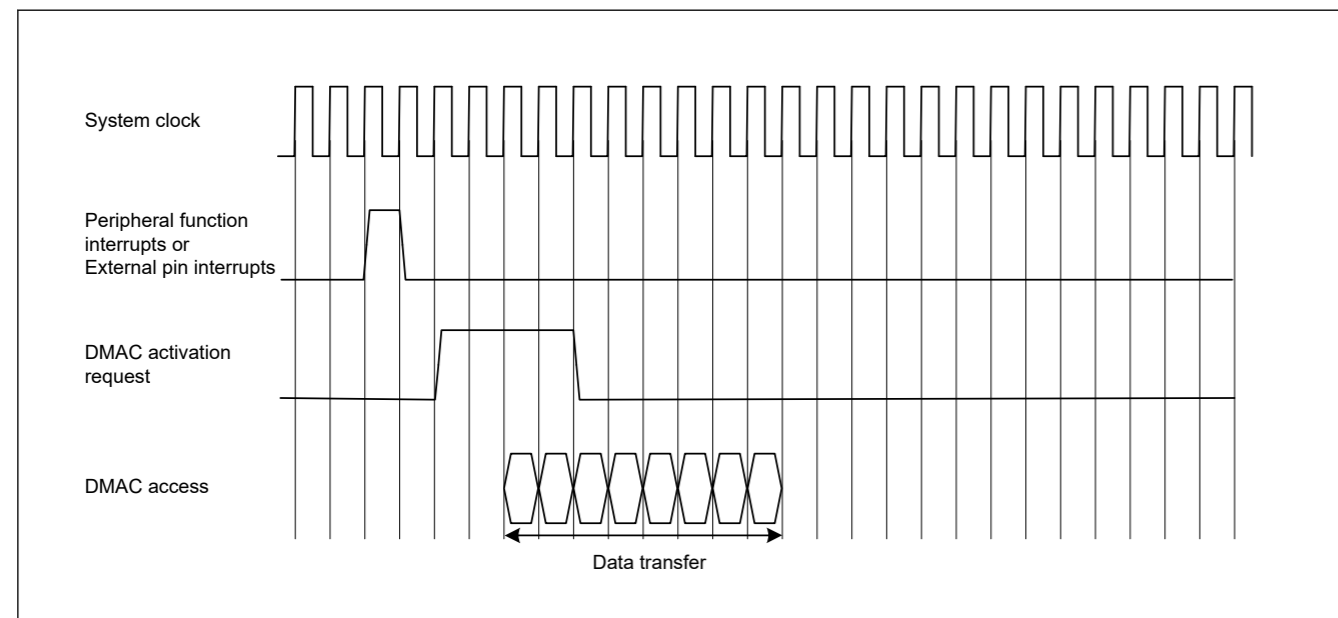 System clock
Peripheral function
interrupts or
External pin interrupts
DMAC activation
request
DMAC access
Data transfer